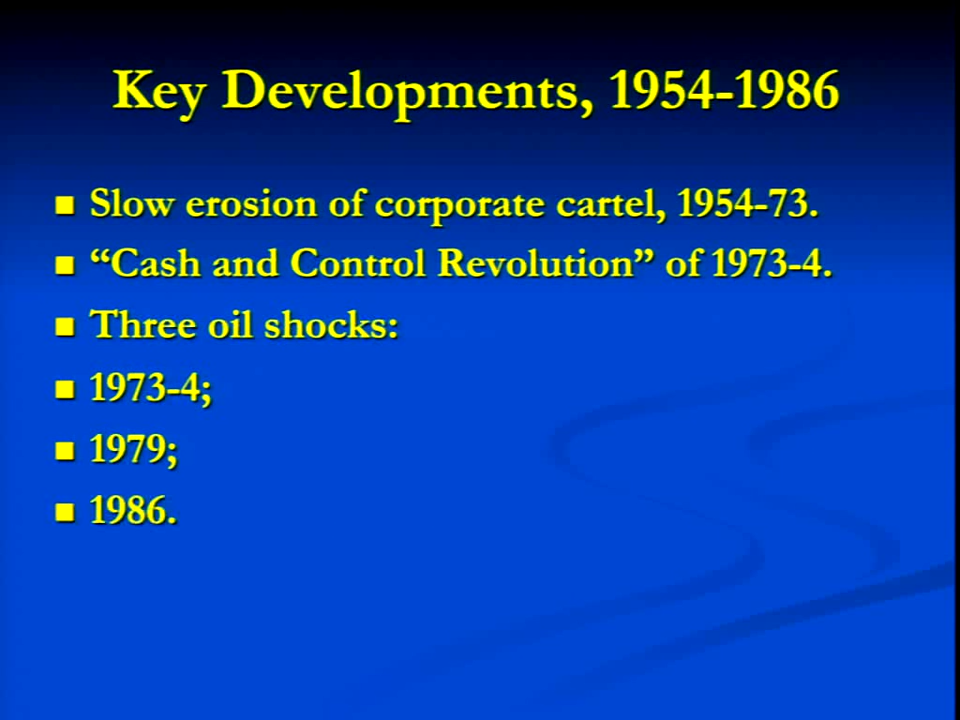 Key Developments, 1954-1986
■ Slow erosion of corporate cartel, 1954-73.
■ “Cash and Control Revolution” of 1973-4.
■ Three oil shocks:
■ 1973-4;
■ 1979;
■ 1986.